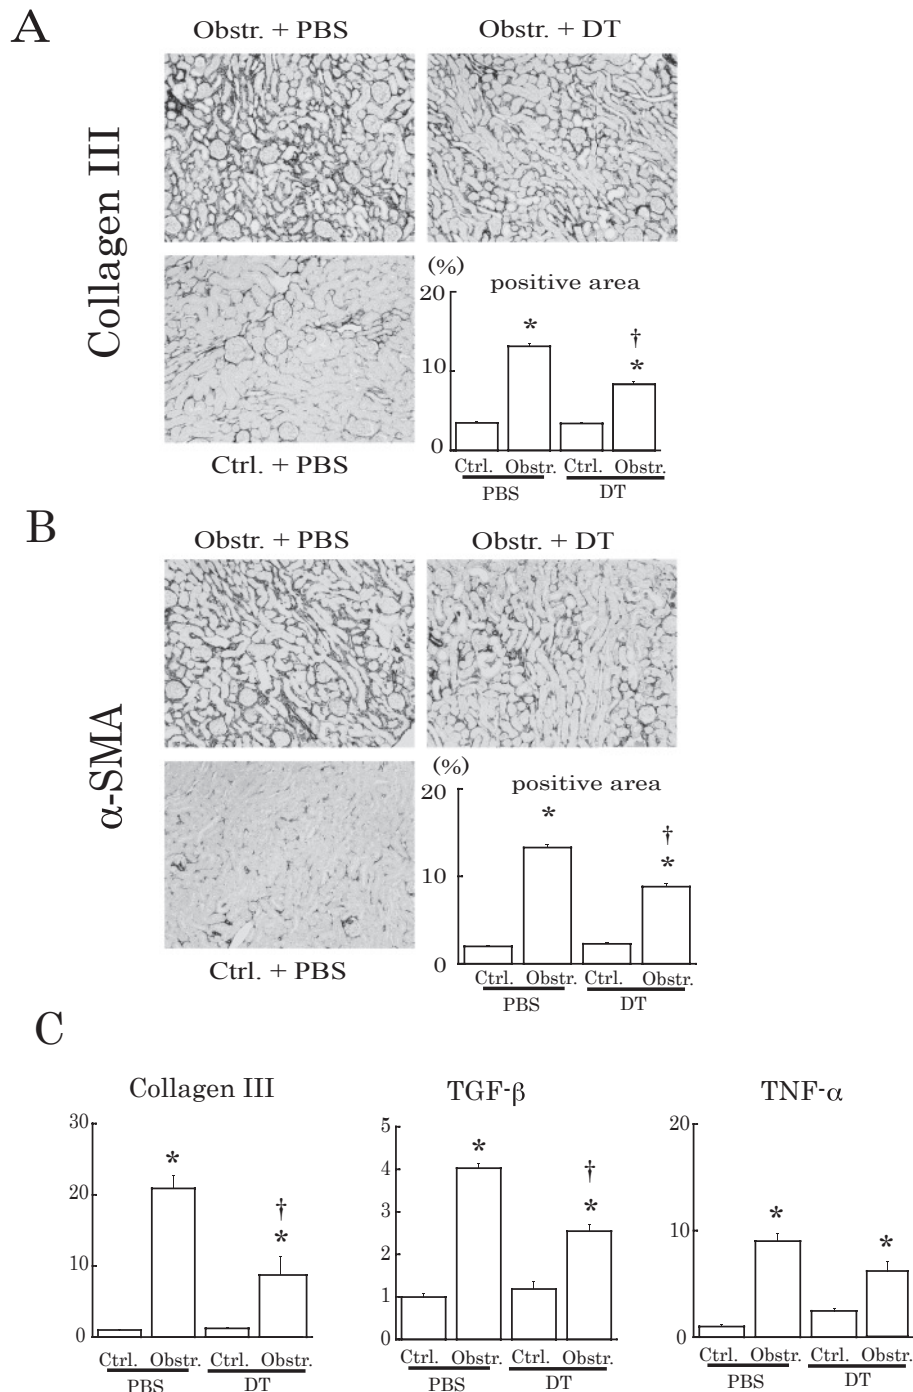 A
Obstr. + PBS
Obstr. + DT
Collagen III
Ctrl. + PBS
(%)
positive area
20
*
†
*
10
0
Ctrl. Obstr. Ctrl. Obstr.
PBS DT
B
Obstr. + PBS
Obstr. + DT
α-SMA
Ctrl. + PBS
(%)
positive area
20
*
†
*
10
0
Ctrl. Obstr. Ctrl. Obstr.
PBS DT
C
Collagen III
30
*
20
†
*
10
0
Ctrl. Obstr. Ctrl. Obstr.
PBS DT
TGF-β
5
*
4
†
*
3
2
1
0
Ctrl. Obstr. Ctrl. Obstr.
PBS DT
TNF-α
20
*
*
10
0
Ctrl. Obstr. Ctrl. Obstr.
PBS DT